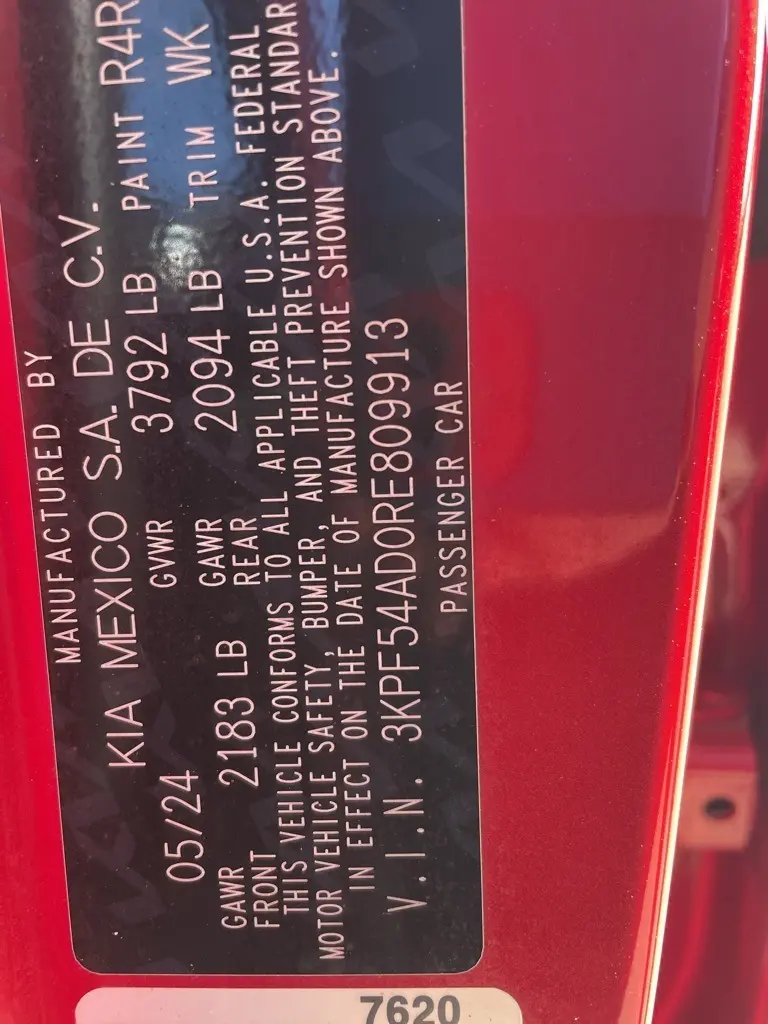 MANUFACTURED BY
KIA MEXICO S.A. DE C.V.
05/24 GVWR 3792 LB PAINT R4R
GAWR FRONT 2183 LB GAWR REAR 2094 LB TRIM WK
THIS VEHICLE CONFORMS TO ALL APPLICABLE U.S.A. FEDERAL
MOTOR VEHICLE SAFETY, BUMPER, AND THEFT PREVENTION STANDAR
IN EFFECT ON THE DATE OF MANUFACTURE SHOWN ABOVE.
V.I.N. 3KPF54AD0RE809913
PASSENGER CAR
7620